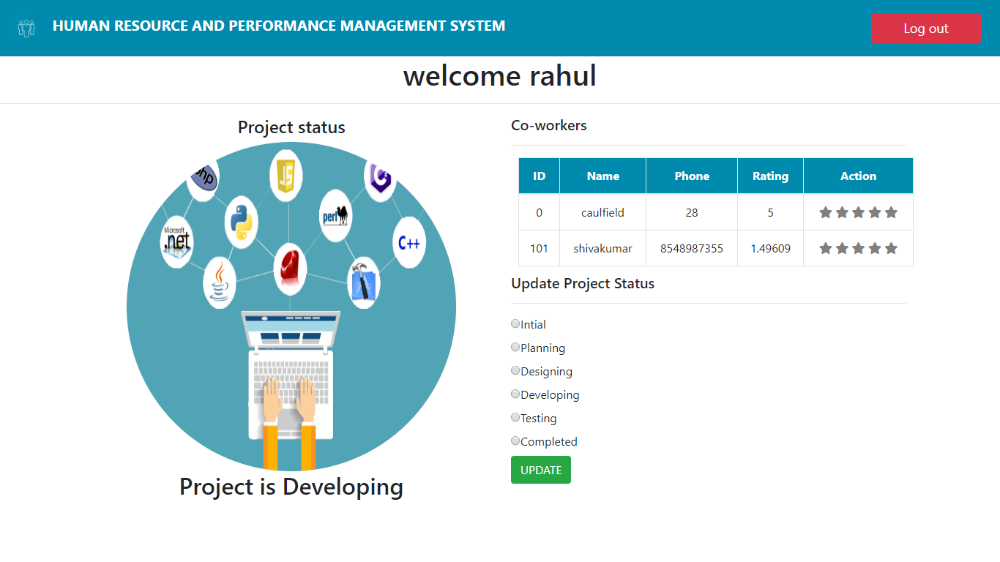 HUMAN RESOURCE AND PERFORMANCE MANAGEMENT SYSTEM
Log out
welcome rahul
Project status
php
JS
C
Microsoft
.net
perl
C++
Project is Developing
Co-workers
ID Name Phone Rating Action
0 caulfield 28 5
101 shivakumar 8548987355 1.49609
Update Project Status
Intial
Planning
Designing
Developing
Testing
Completed
UPDATE